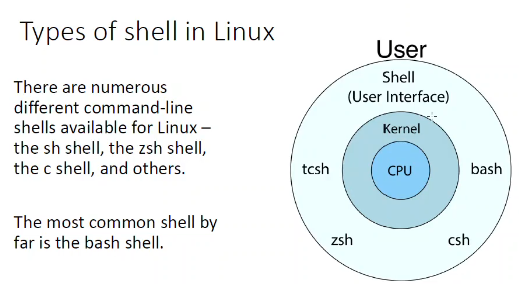 Types of shell in Linux
There are numerous
different command-line
shells available for Linux –
the sh shell, the zsh shell,
the c shell, and others.
The most common shell by
far is the bash shell.
User
Shell
(User Interface)
Kernel
tcsh
CPU
bash
zsh
csh